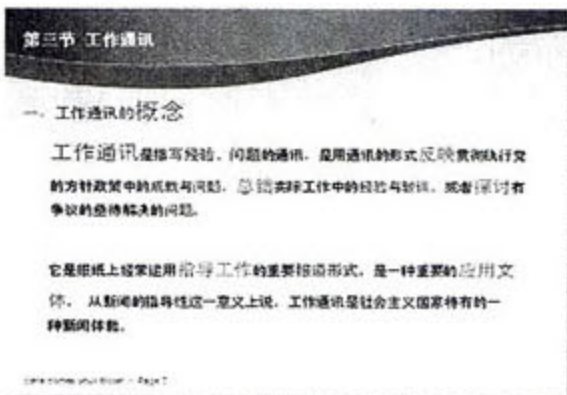 第三节 工作通讯
一、工作通讯的概念
工作通讯是描写经验、问题的通讯。是用通讯的形式反映贯彻执行党
的方针政策中的成就与问题、总结实际工作中的经验与教训、或者探讨有
争议的亟待解决的问题。
它是报纸上经常运用指导工作的重要报道形式，是一种重要的应用文
体。从新闻的指导性这一意义上说，工作通讯是社会主义国家特有的一
种新闻体裁。
Page